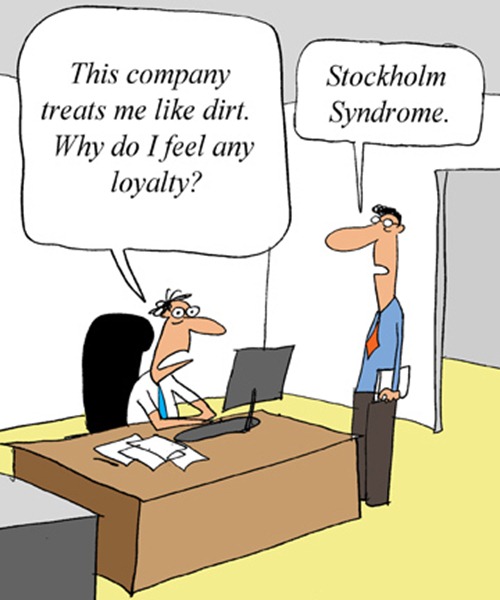 This company
treats me like dirt.
Why do I feel any
loyalty?
Stockholm
Syndrome.